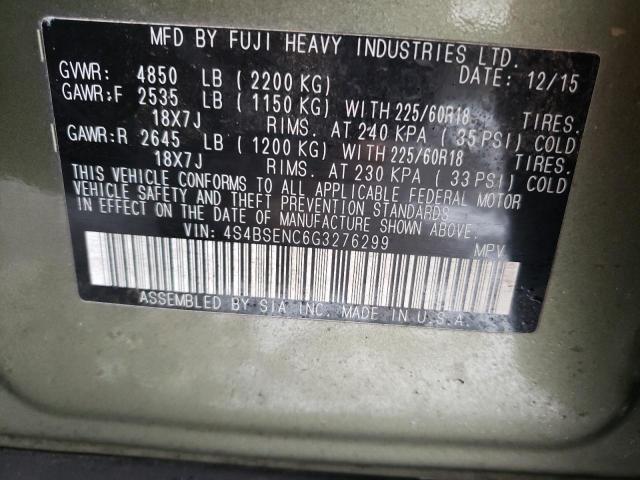 MFD BY FUJI HEAVY INDUSTRIES LTD.
GVWR: 4850 LB (2200 KG) DATE: 12/15
GAWR:F 2535 LB (1150 KG) WITH 225/60R18 TIRES.
18X7J RIMS. AT 240 KPA (35 PSI) COLD
GAWR:R 2645 LB (1200 KG) WITH 225/60R18 TIRES.
18X7J RIMS. AT 230 KPA (33 PSI) COLD
THIS VEHICLE CONFORMS TO ALL APPLICABLE FEDERAL MOTOR
VEHICLE SAFETY AND THEFT PREVENTION STANDARDS
IN EFFECT ON THE DATE OF MANUFACTURE SHOWN ABOVE.
VIN: 4S4BSENC6G3276299 MPV
ASSEMBLED BY SIA INC. MADE IN U.S.A.